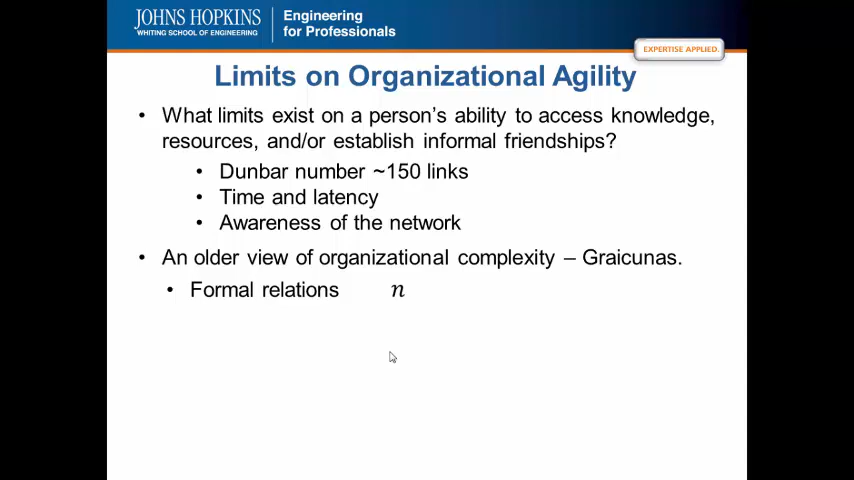 JOHNS HOPKINS
WHITING SCHOOL OF ENGINEERING
Engineering
for Professionals
EXPERTISE APPLIED.
Limits on Organizational Agility
• What limits exist on a person's ability to access knowledge,
resources, and/or establish informal friendships?
• Dunbar number ~150 links
• Time and latency
• Awareness of the network
• An older view of organizational complexity – Graicunas.
• Formal relations n